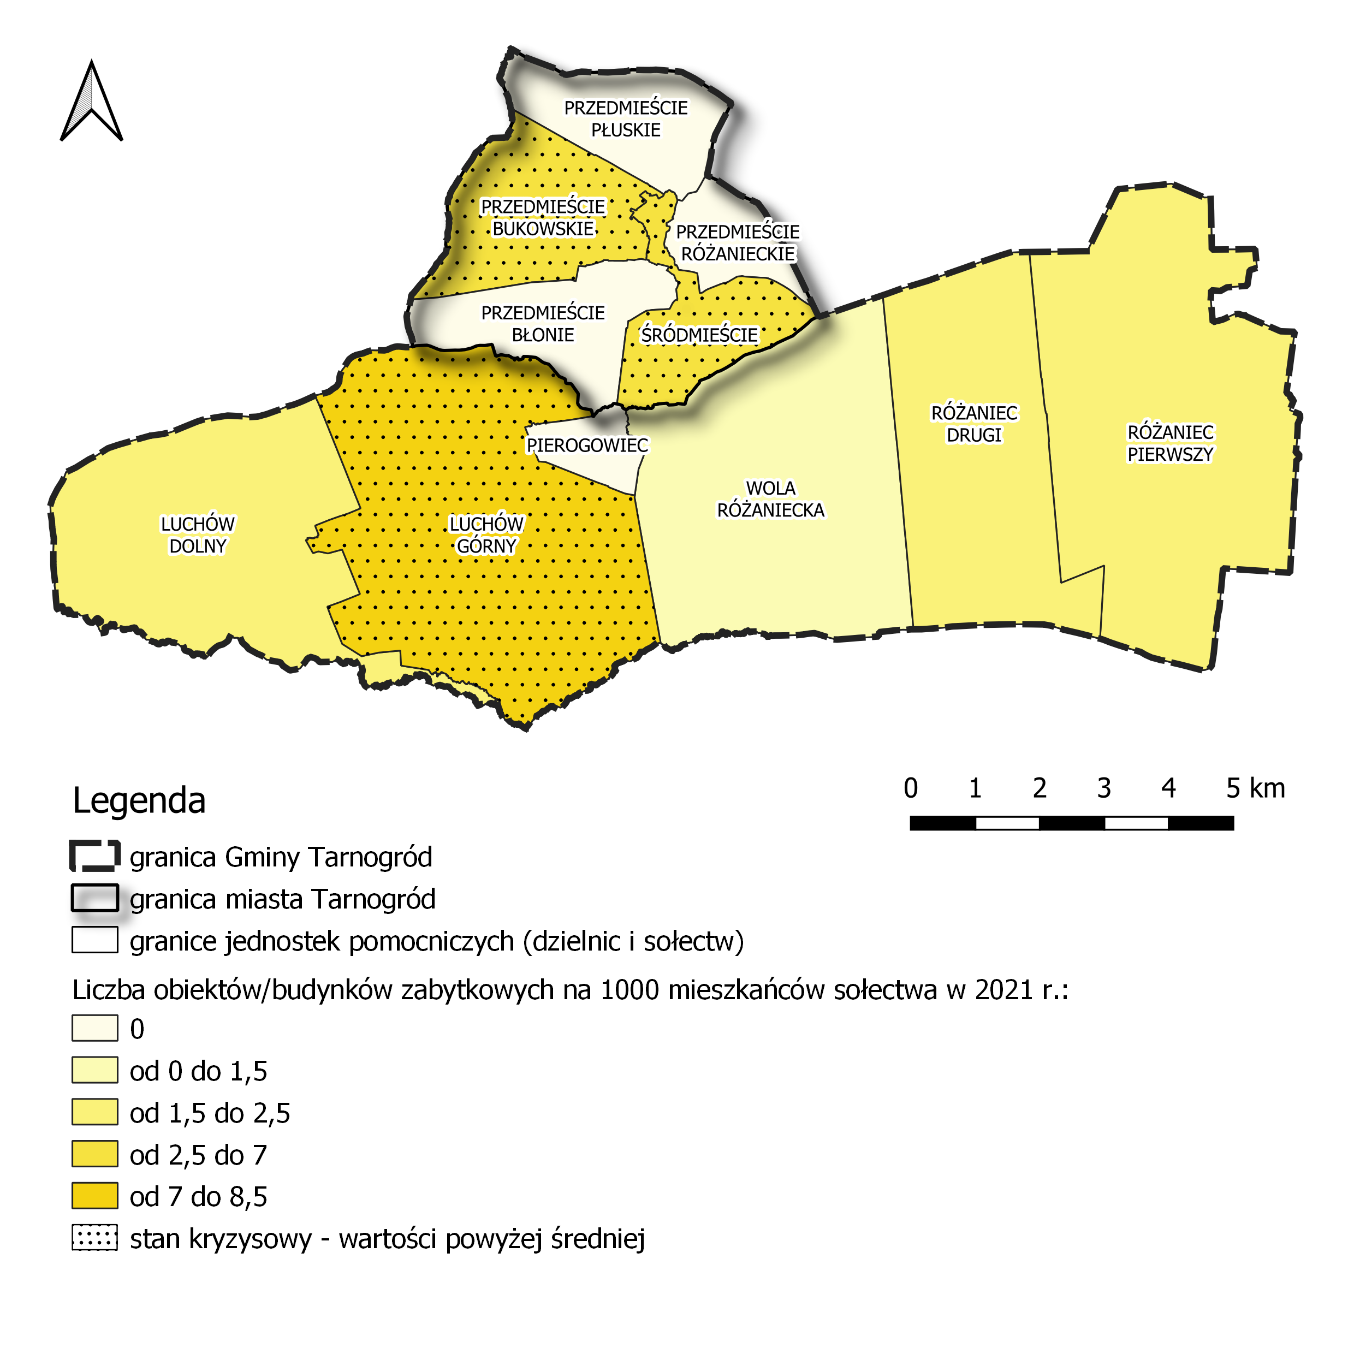 PRZEDMIEŚCIE
PŁUSKIE
PRZEDMIEŚCIE
BUKOWSKIE
PRZEDMIEŚCIE
RÓŻANIECKIE
PRZEDMIEŚCIE
BŁONIE
ŚRÓDMIEŚCIE
RÓŻANIEC
DRUGI
RÓŻANIEC
PIERWSZY
PIEROGOWIEC
WOLA
RÓŻANIECKA
LUCHÓW
DOLNY
LUCHÓW
GÓRNY
0 1 2 3 4 5 km
Legenda
granica Gminy Tarnogród
granica miasta Tarnogród
granice jednostek pomocniczych (dzielnic i sołectw)
Liczba obiektów/budynków zabytkowych na 1000 mieszkańców sołectwa w 2021 r.:
0
od 0 do 1,5
od 1,5 do 2,5
od 2,5 do 7
od 7 do 8,5
stan kryzysowy - wartości powyżej średniej